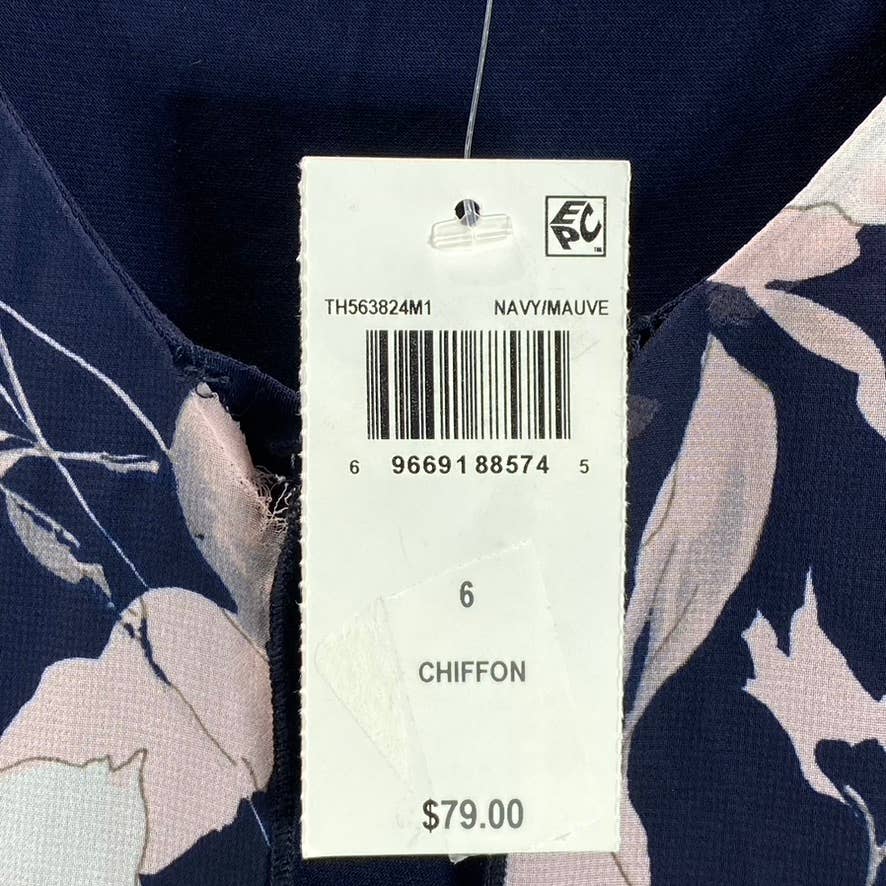 EPC
TH563824M1 NAVY/MAUVE
6 96691 88574 5
6
CHIFFON
$79.00